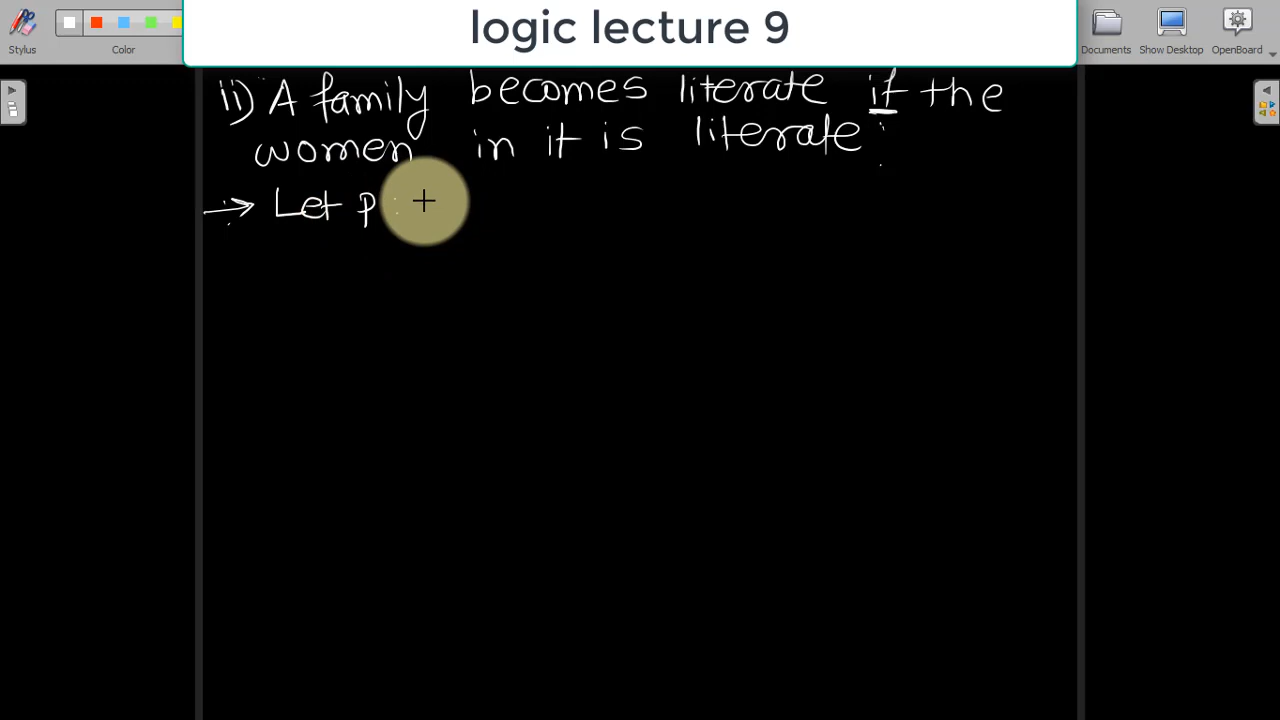 logic lecture 9
Stylus
Color
Documents
Show Desktop
OpenBoard
ii) A family becomes literate if the
women in it is literate.
→ Let p :